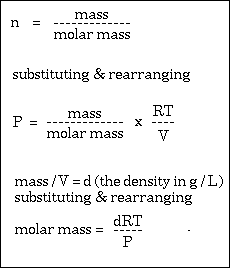 n = mass / molar mass
substituting & rearranging
P = mass / molar mass x RT / V
mass / V = d (the density in g / L)
substituting & rearranging
molar mass = dRT / P